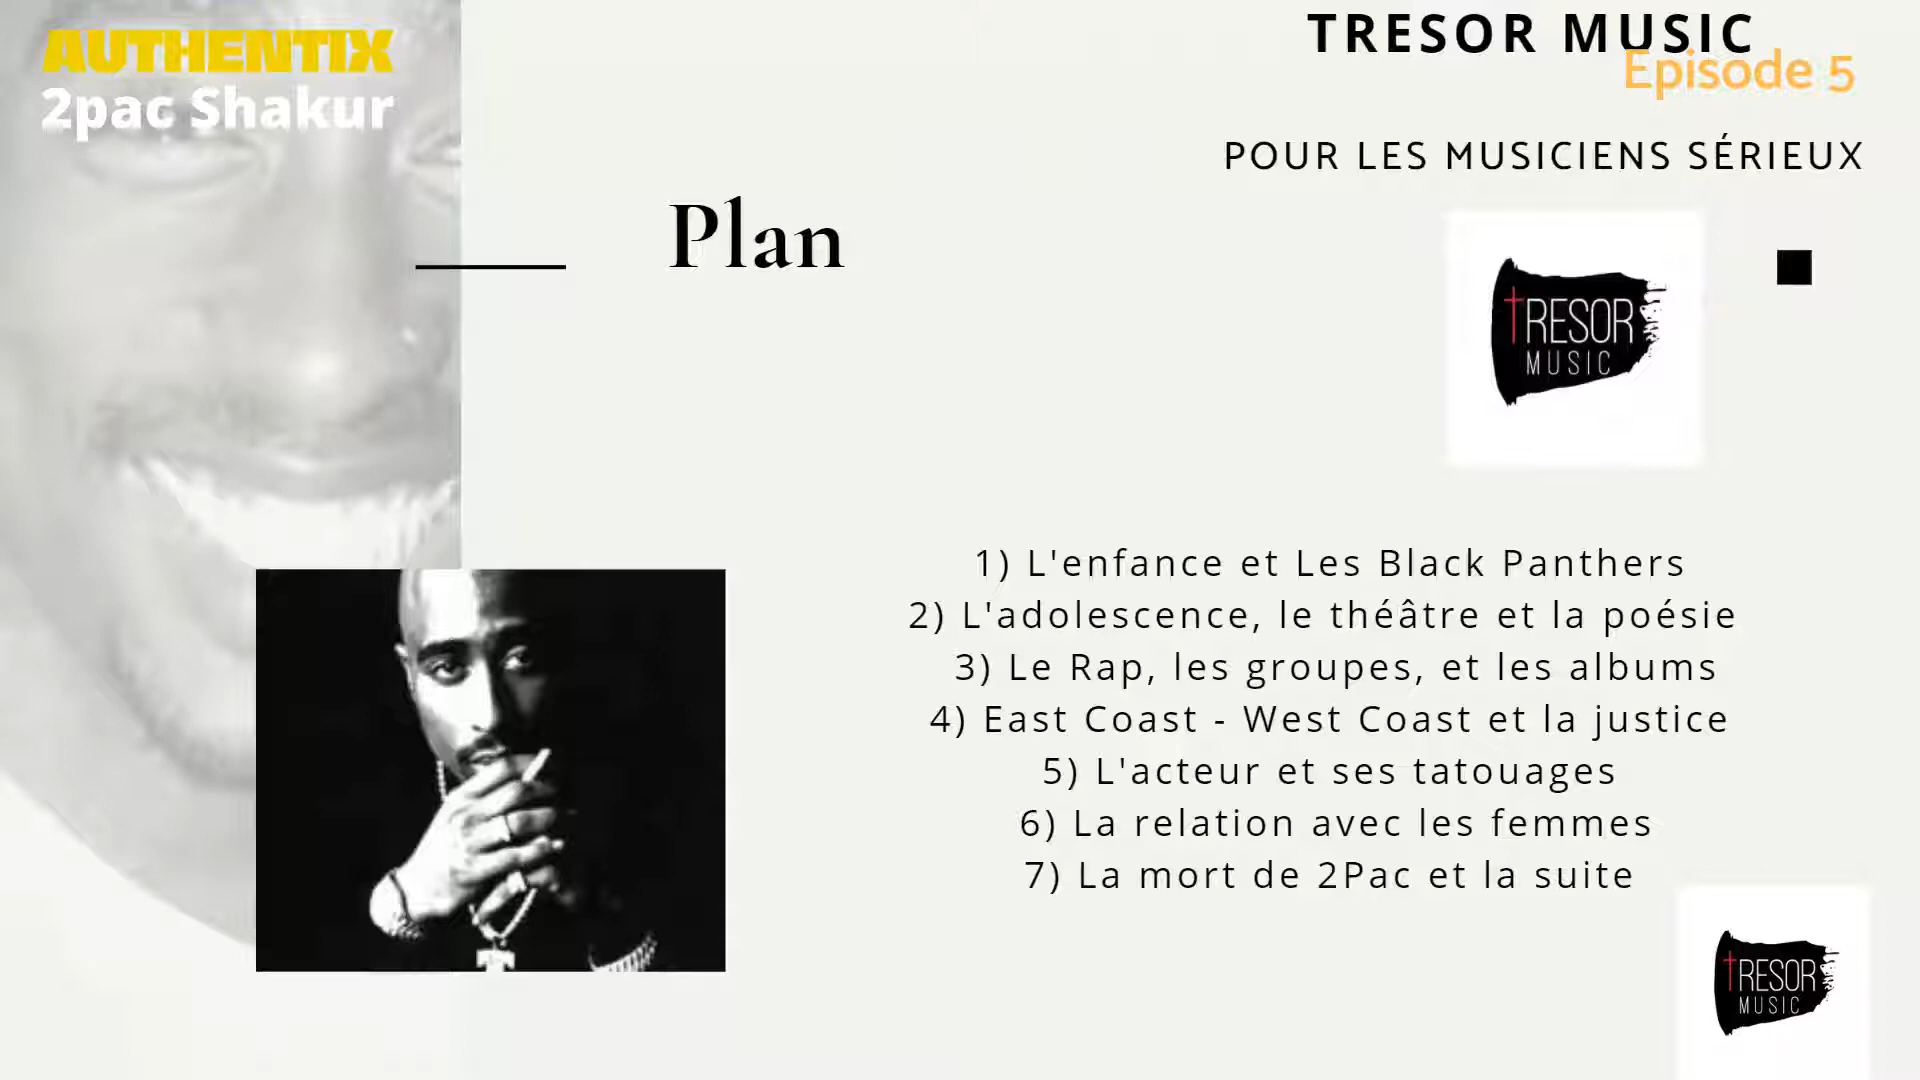 AUTHENTIX
2pac Shakur
TRESOR MUSIC
Episode 5
POUR LES MUSICIENS SÉRIEUX
Plan
TRESOR
MUSIC
1) L'enfance et Les Black Panthers
2) L'adolescence, le théâtre et la poésie
3) Le Rap, les groupes, et les albums
4) East Coast - West Coast et la justice
5) L'acteur et ses tatouages
6) La relation avec les femmes
7) La mort de 2Pac et la suite
TRESOR
MUSIC